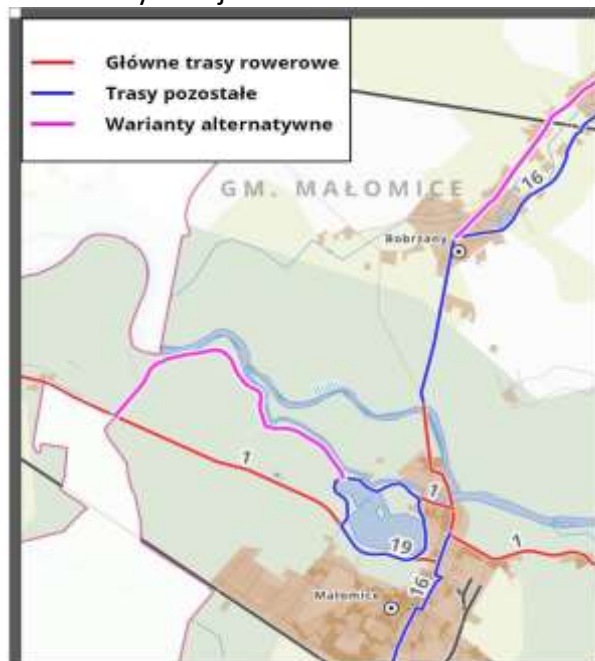 Główne trasy rowerowe
Trasy pozostałe
Warianty alternatywne
GM. MAŁOMICE
16
Bobrzany
1
1
1
19
16
Małomice